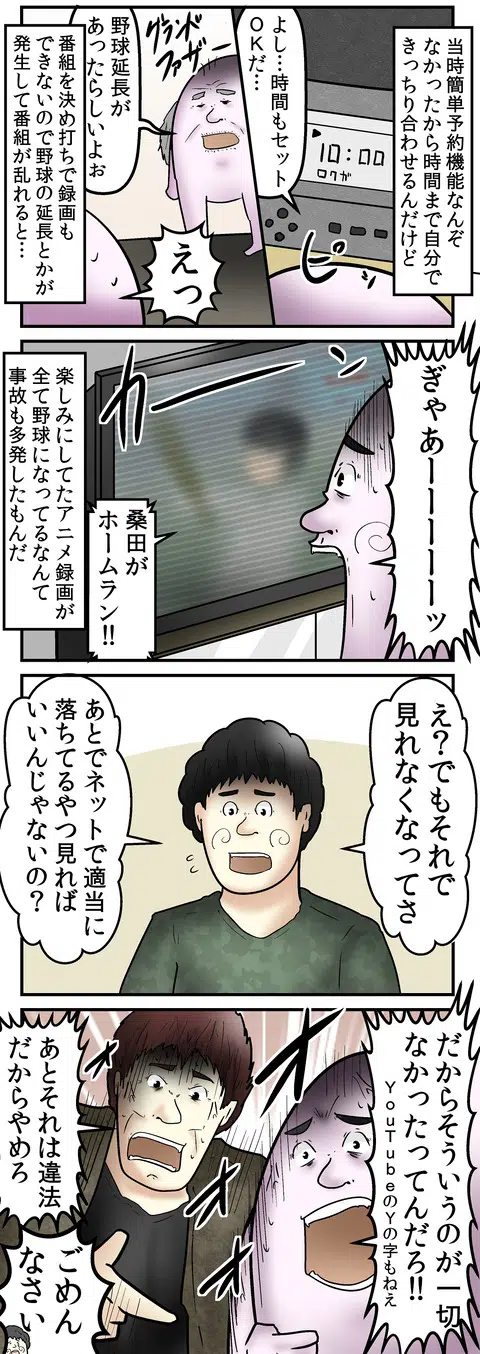 当時簡単予約機能なんぞ
なかったから時間まで自分で
きっちり合わせるんだけど
10:00
ロクガ
ピッ
よし…時間もセット
OKだ…
グランド
ファザー
野球延長が
あったらしいよぉ
えっ
番組を決め打ちで録画も
できないので野球の延長とかが
発生して番組が乱れると…
ぎゃあーーーーーッ
カーン
桑田が
ホームラン!!
楽しみにしてたアニメ録画が
全て野球になってるなんて
事故も多発したもんだ
え?でもそれで
見れなくなってさ
あとでネットで適当に
落ちてるやつ見れば
いいんじゃないの?
だからそういうのが一切
なかったってんだろ!!
YouTubeのYの字もねえ
あとそれは違法
だからやめろ
ごめん
なさい